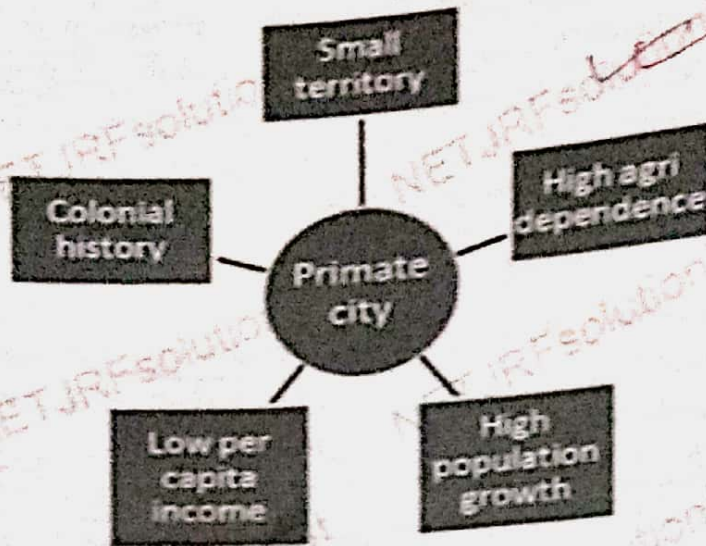 Small
territory
High agri
dependence
Colonial
history
Primate
city
Low per
capita
income
High
population
growth
NETJRFsolution
NETJRFsolution
NETJRFsolution
NETJRFsolution